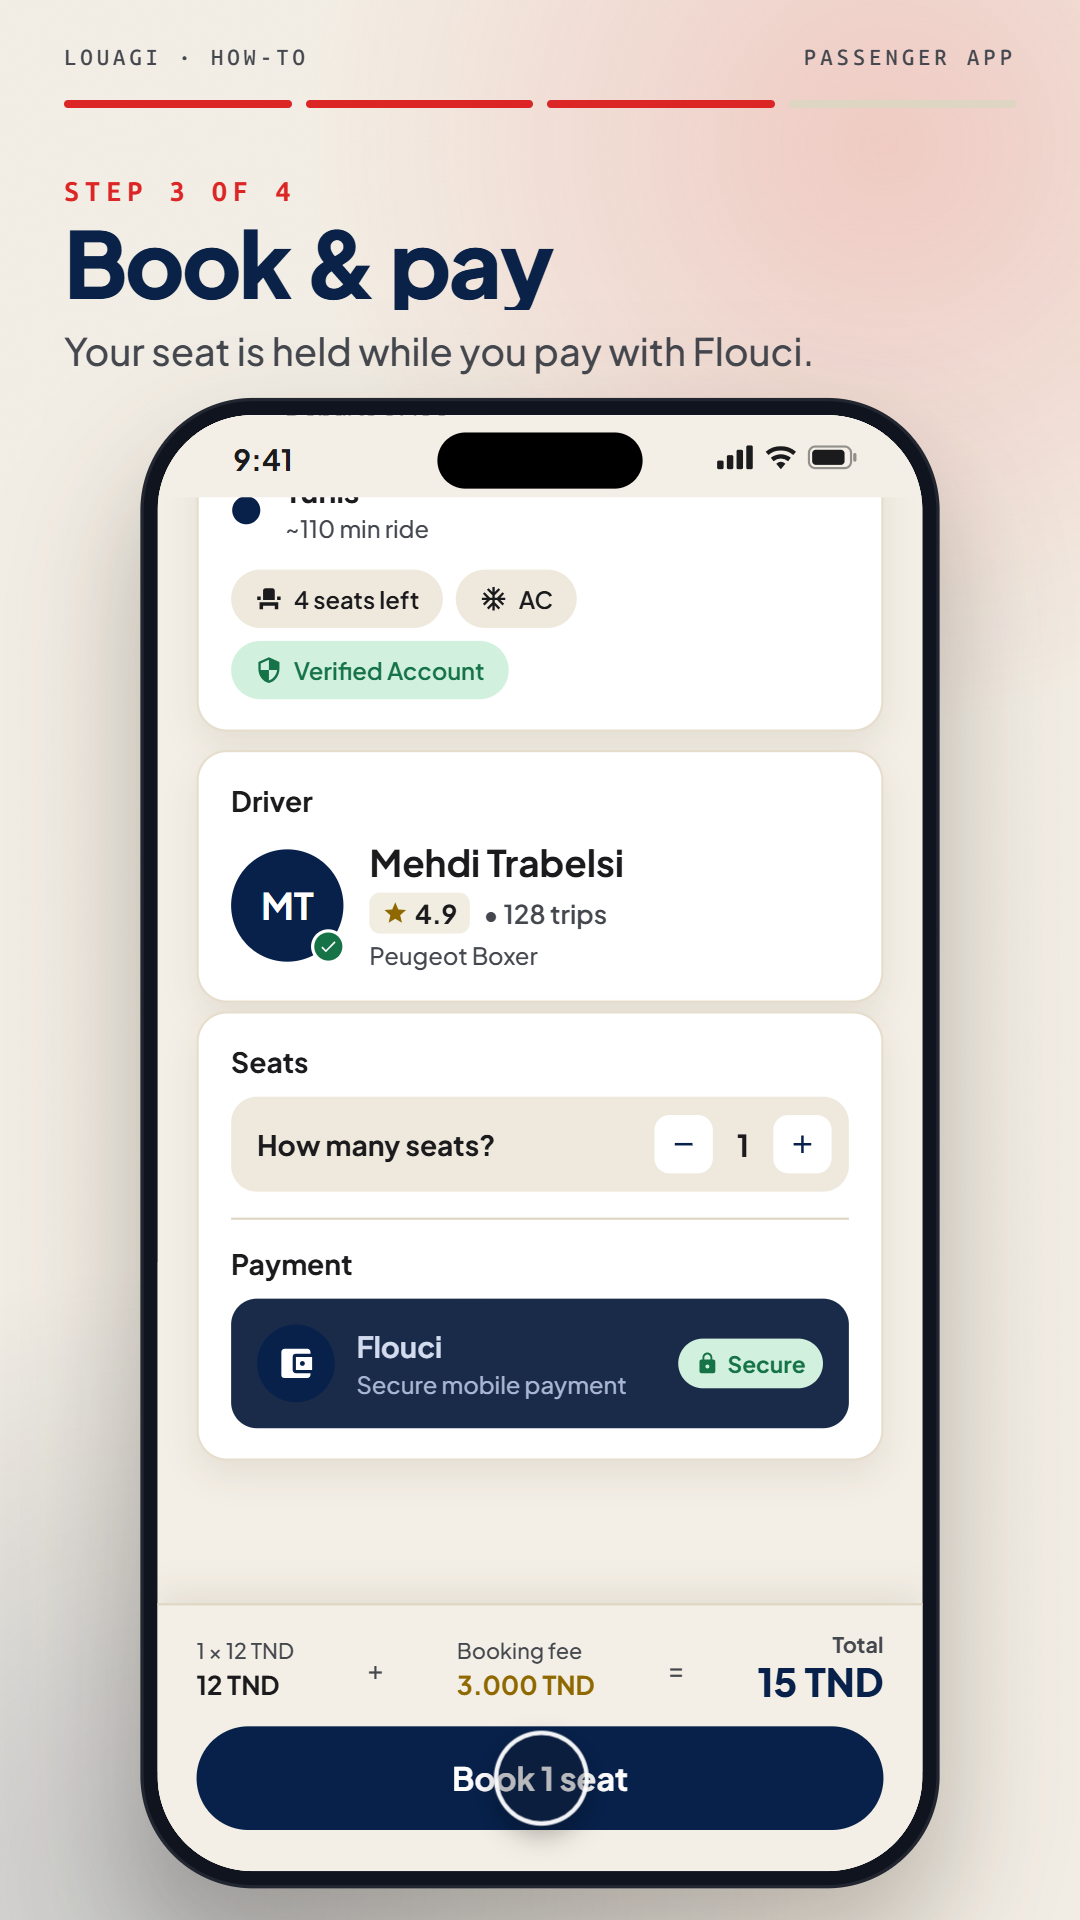 LOUAGI · HOW-TO
PASSENGER APP
STEP 3 OF 4
Book & pay
Your seat is held while you pay with Flouci.
9:41
Tunis
~110 min ride
4 seats left
AC
Verified Account
Driver
MT
Mehdi Trabelsi
4.9 • 128 trips
Peugeot Boxer
Seats
How many seats?
− 1 +
Payment
Flouci
Secure mobile payment
Secure
1 × 12 TND
12 TND
+
Booking fee
3.000 TND
=
Total
15 TND
Book 1 seat